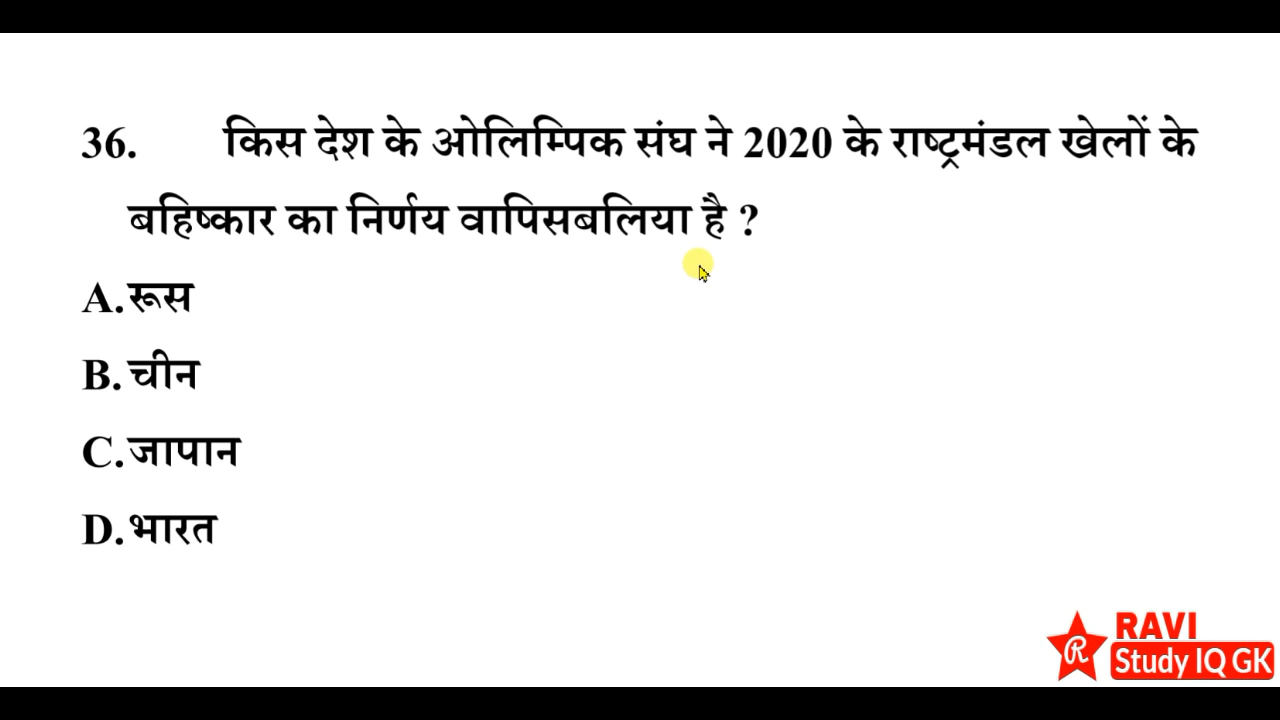 36. किस देश के ओलिम्पिक संघ ने 2020 के राष्ट्रमंडल खेलों के
बहिष्कार का निर्णय वापिसबलिया है ?
A. रूस
B. चीन
C. जापान
D. भारत
R
RAVI
Study IQ GK